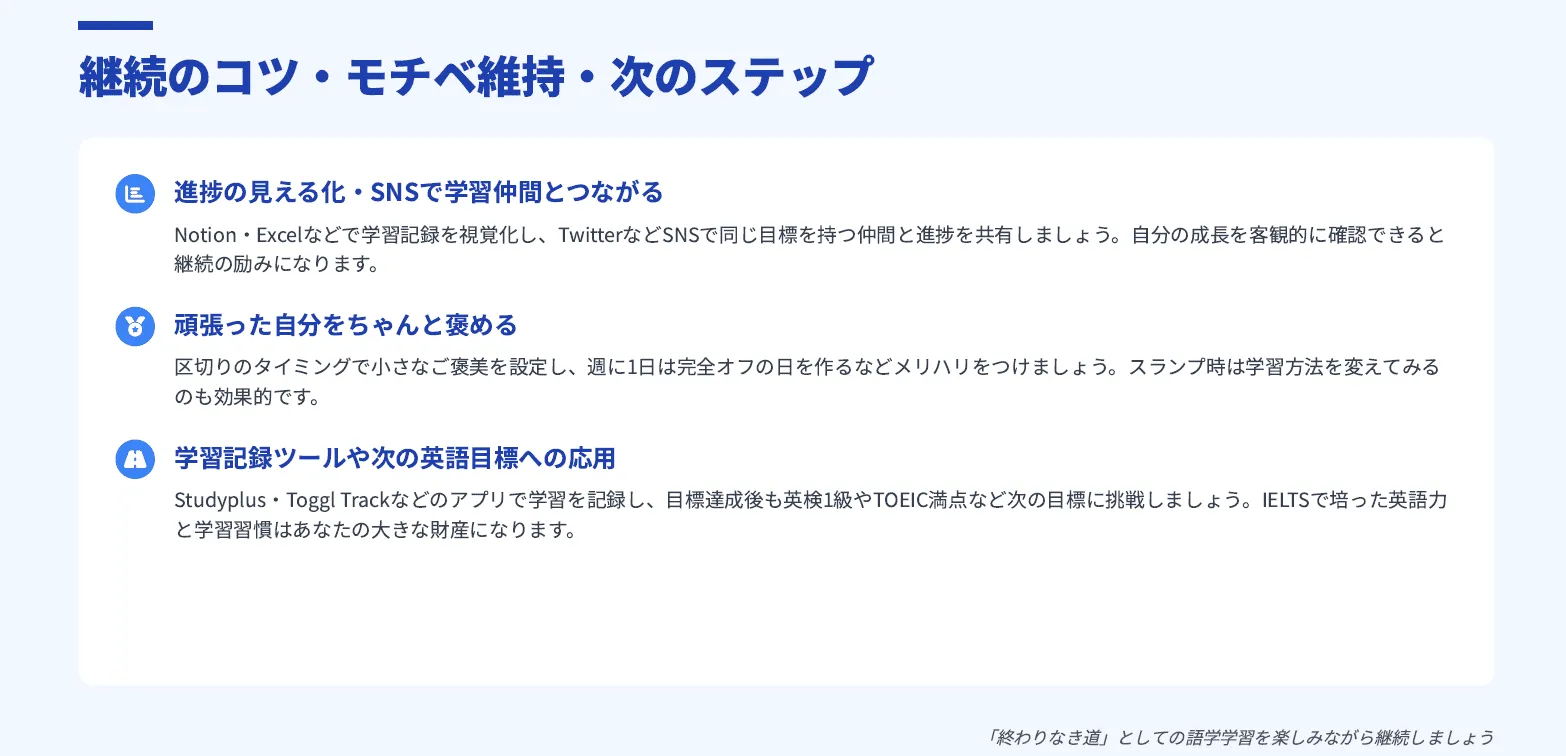 継続のコツ・モチベ維持・次のステップ
進捗の見える化・SNSで学習仲間とつながる
Notion・Excelなどで学習記録を視覚化し、TwitterなどSNSで同じ目標を持つ仲間と進捗を共有しましょう。自分の成長を客観的に確認できると
継続の励みになります。
頑張った自分をちゃんと褒める
区切りのタイミングで小さなご褒美を設定し、週に1日は完全オフの日を作るなどメリハリをつけましょう。スランプ時は学習方法を変えてみる
のも効果的です。
学習記録ツールや次の英語目標への応用
Studyplus・Toggl Trackなどのアプリで学習を記録し、目標達成後も英検1級やTOEIC満点など次の目標に挑戦しましょう。IELTSで培った英語力
と学習習慣はあなたの大きな財産になります。
「終わりなき道」としての語学学習を楽しみながら継続しましょう